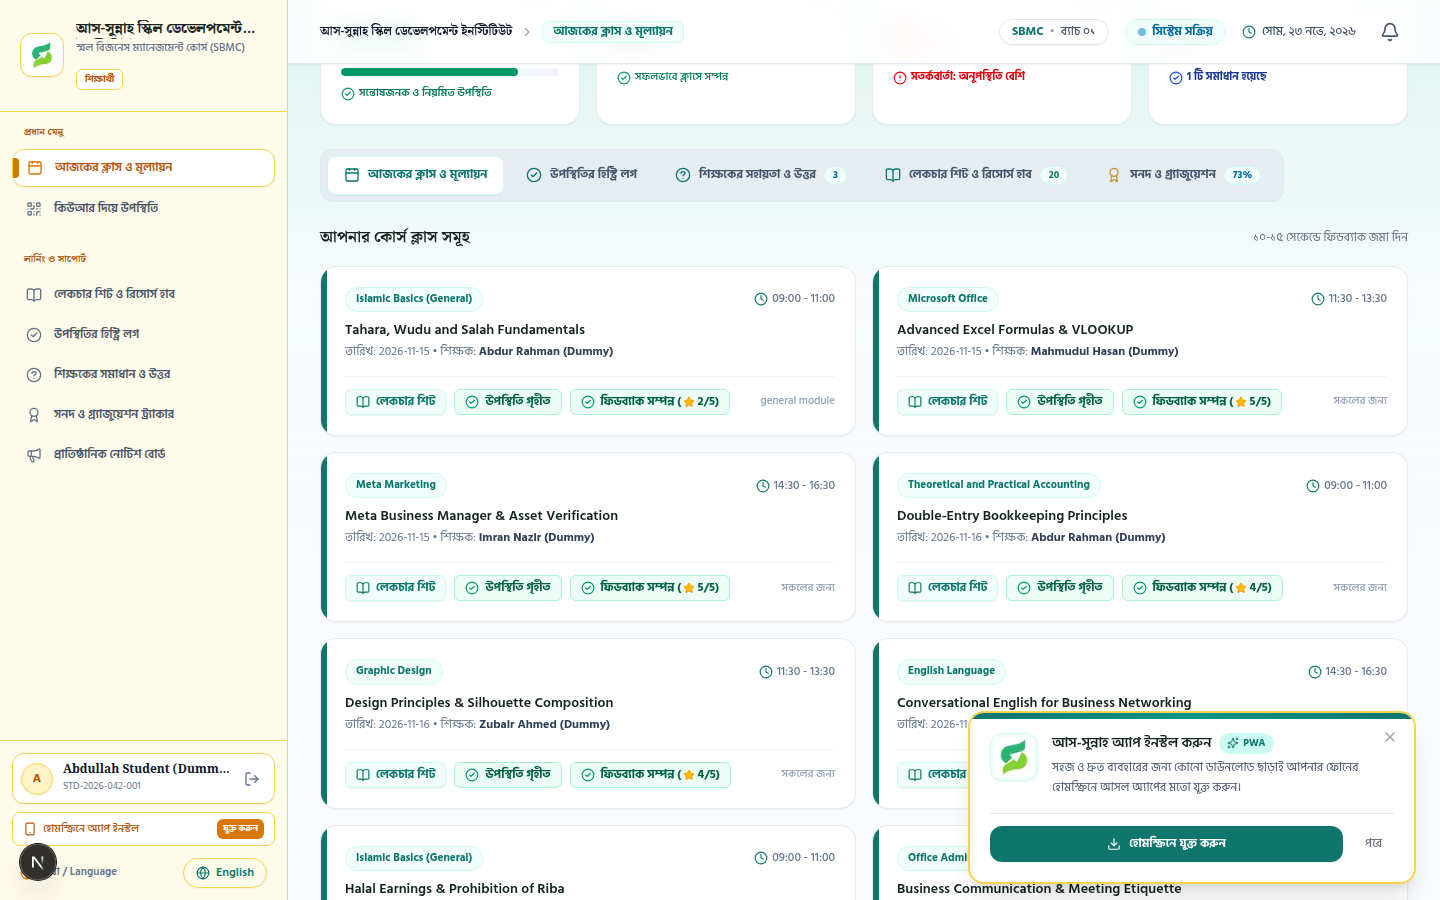 আস-সুন্নাহ স্কিল ডেভেলপমেন্ট...
স্মল বিজনেস ম্যানেজমেন্ট কোর্স (SBMC)
শিক্ষার্থী
প্রধান মেনু
আজকের ক্লাস ও মূল্যায়ন
কিউআর দিয়ে উপস্থিতি
লার্নিং ও সাপোর্ট
লেকচার শিট ও রিসোর্স হাব
উপস্থিতির হিস্ট্রি লগ
শিক্ষকের সমাধান ও উত্তর
সনদ ও গ্র্যাজুয়েশন ট্র্যাকার
প্রাতিষ্ঠানিক নোটিশ বোর্ড
A
Abdullah Student (Dumm...
STD-2026-042-001
হোমস্ক্রিনে অ্যাপ ইনস্টল
যুক্ত করুন
N
/ Language
English
আস-সুন্নাহ স্কিল ডেভেলপমেন্ট ইনস্টিটিউট
আজকের ক্লাস ও মূল্যায়ন
SBMC • ব্যাচ ০১
সিস্টেম সক্রিয়
সোম, ২৩ নভে, ২০২৬
সন্তোষজনক ও নিয়মিত উপস্থিতি
সফলভাবে ক্লাসে সম্পন্ন
সতর্কবার্তা: অনুপস্থিতি বেশি
1 টি সমাধান হয়েছে
আজকের ক্লাস ও মূল্যায়ন
উপস্থিতির হিস্ট্রি লগ
শিক্ষকের সহায়তা ও উত্তর 3
লেকচার শিট ও রিসোর্স হাব 20
সনদ ও গ্র্যাজুয়েশন 73%
আপনার কোর্স ক্লাস সমূহ
১০-১৫ সেকেন্ডে ফিডব্যাক জমা দিন
Islamic Basics (General)
09:00 - 11:00
Tahara, Wudu and Salah Fundamentals
তারিখ: 2026-11-15 • শিক্ষক: Abdur Rahman (Dummy)
লেকচার শিট
উপস্থিতি গৃহীত
ফিডব্যাক সম্পন্ন (⭐ 2/5)
general module
Microsoft Office
11:30 - 13:30
Advanced Excel Formulas & VLOOKUP
তারিখ: 2026-11-15 • শিক্ষক: Mahmudul Hasan (Dummy)
লেকচার শিট
উপস্থিতি গৃহীত
ফিডব্যাক সম্পন্ন (⭐ 5/5)
সকলের জন্য
Meta Marketing
14:30 - 16:30
Meta Business Manager & Asset Verification
তারিখ: 2026-11-15 • শিক্ষক: Imran Nazir (Dummy)
লেকচার শিট
উপস্থিতি গৃহীত
ফিডব্যাক সম্পন্ন (⭐ 5/5)
সকলের জন্য
Theoretical and Practical Accounting
09:00 - 11:00
Double-Entry Bookkeeping Principles
তারিখ: 2026-11-16 • শিক্ষক: Abdur Rahman (Dummy)
লেকচার শিট
উপস্থিতি গৃহীত
ফিডব্যাক সম্পন্ন (⭐ 4/5)
সকলের জন্য
Graphic Design
11:30 - 13:30
Design Principles & Silhouette Composition
তারিখ: 2026-11-16 • শিক্ষক: Zubair Ahmed (Dummy)
লেকচার শিট
উপস্থিতি গৃহীত
ফিডব্যাক সম্পন্ন (⭐ 4/5)
সকলের জন্য
English Language
14:30 - 16:30
Conversational English for Business Networking
তারিখ: 2026-11
লেকচার শিট
Islamic Basics (General)
09:00 - 11:00
Halal Earnings & Prohibition of Riba
Office Admi
Business Communication & Meeting Etiquette
আস-সুন্নাহ অ্যাপ ইনস্টল করুন
PWA
সহজ ও দ্রুত ব্যবহারের জন্য কোনো ডাউনলোড ছাড়াই আপনার ফোনের
হোমস্ক্রিনে আসল অ্যাপের মতো যুক্ত করুন।
হোমস্ক্রিনে যুক্ত করুন
পরে